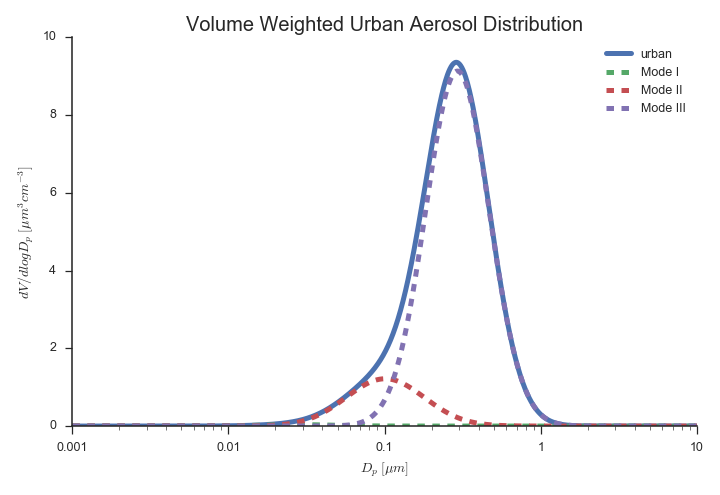 Volume Weighted Urban Aerosol Distribution
10
8
6
4
2
0
dV/dlogD_p [μm³cm⁻³]
urban
Mode I
Mode II
Mode III
0.001
0.01
0.1
1
10
D_p [μm]